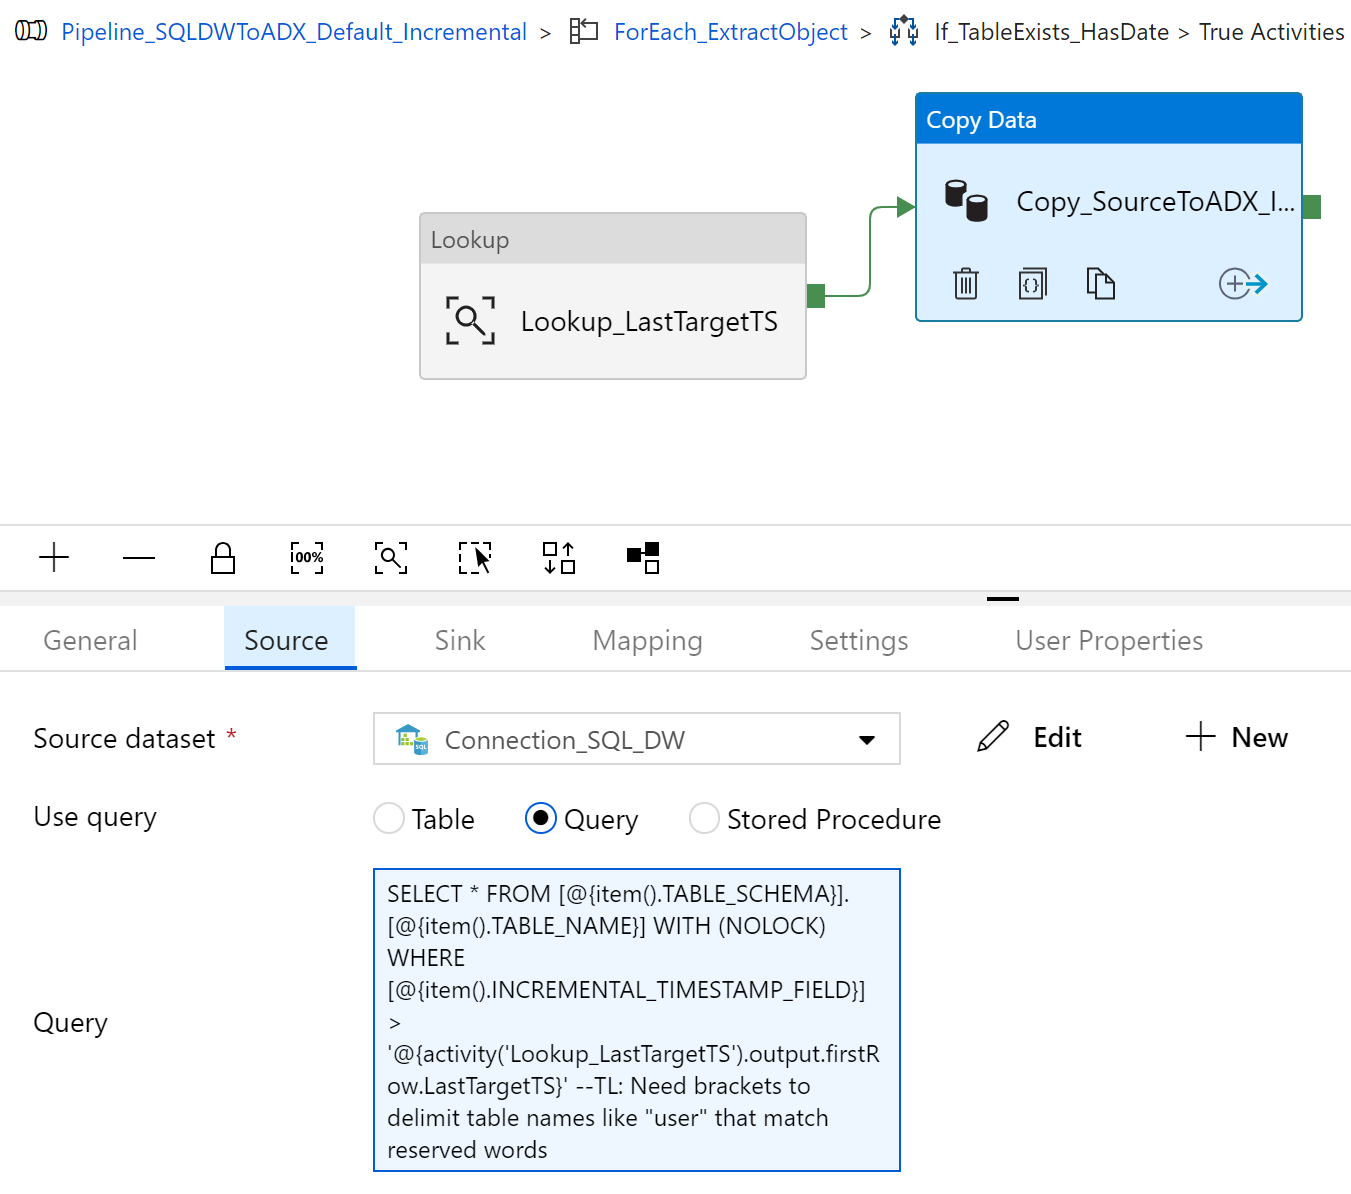 Pipeline_SQLDWToADX_Default_Incremental > ForEach_ExtractObject > If_TableExists_HasDate > True Activities
Copy Data
Copy_SourceToADX_I...
Lookup
Lookup_LastTargetTS
100%
General Source Sink Mapping Settings User Properties
Source dataset * Connection_SQL_DW Edit New
Use query Table Query Stored Procedure
Query
SELECT * FROM [@{item().TABLE_SCHEMA}].
[@{item().TABLE_NAME}] WITH (NOLOCK)
WHERE
[@{item().INCREMENTAL_TIMESTAMP_FIELD}]
>
'@{activity('Lookup_LastTargetTS').output.firstR
ow.LastTargetTS}' --TL: Need brackets to
delimit table names like "user" that match
reserved words